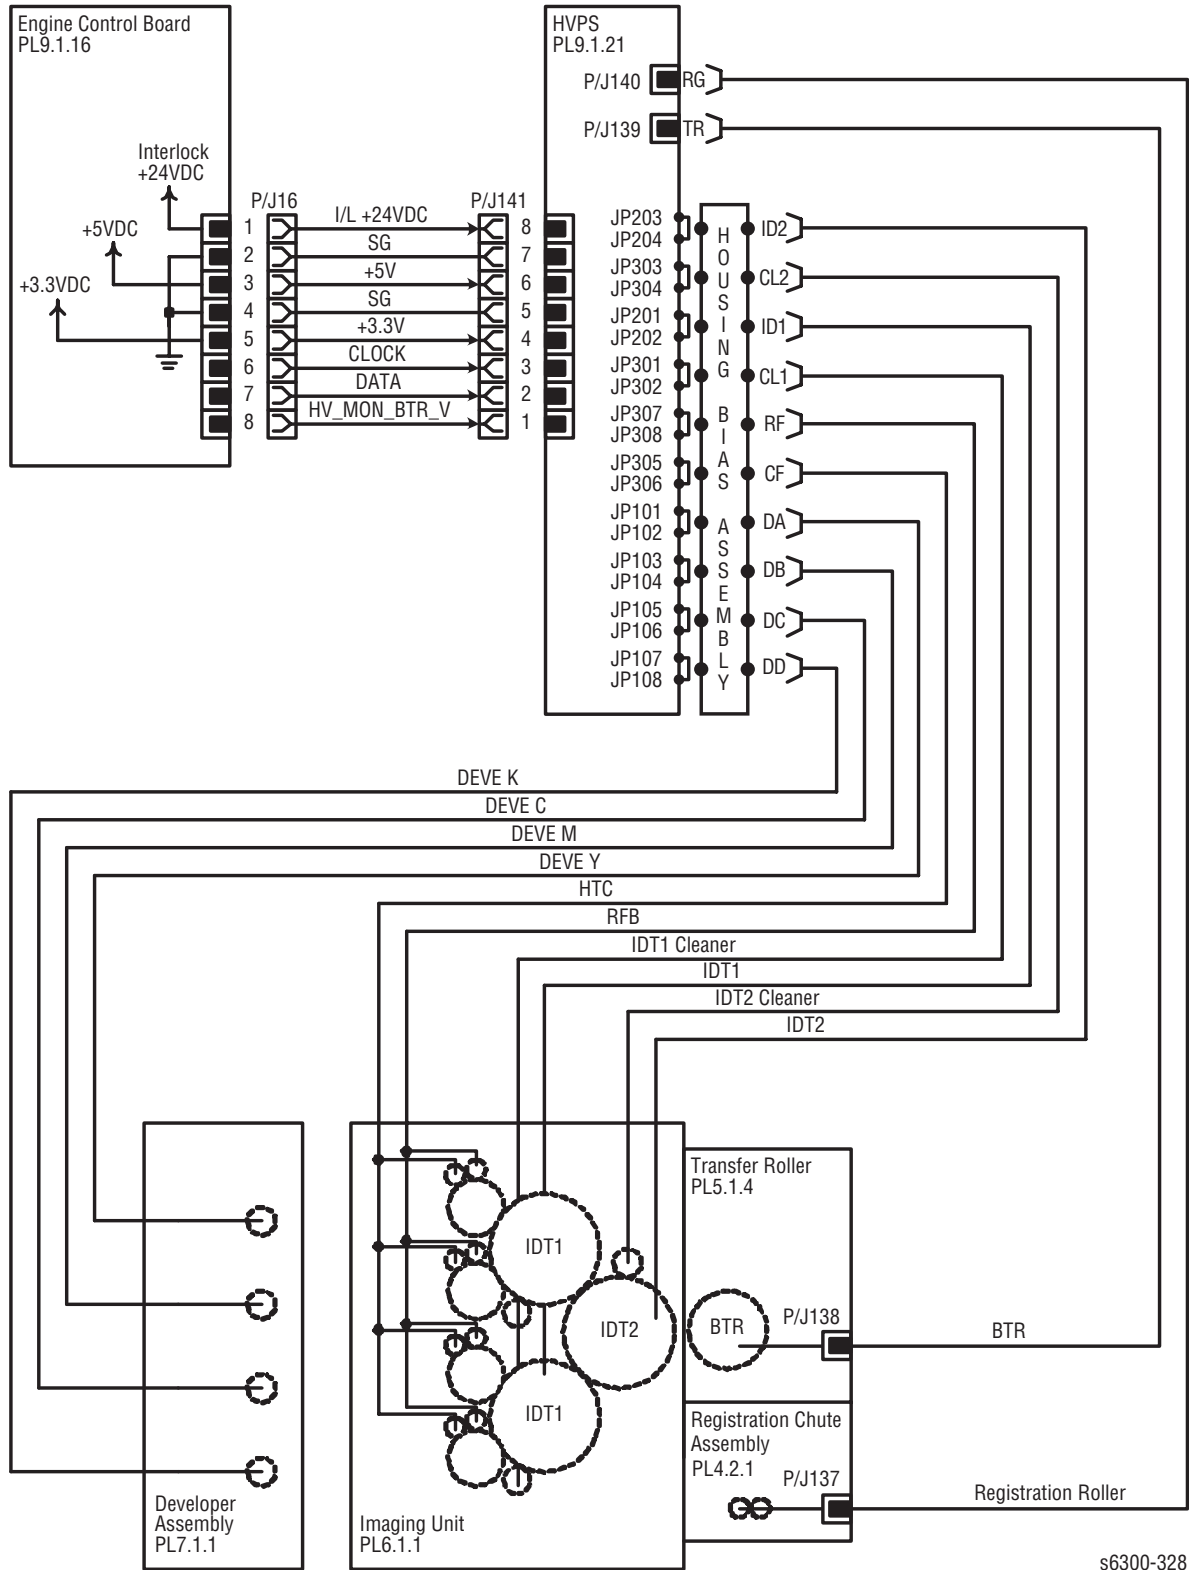 Engine Control Board
PL9.1.16
HVPS
PL9.1.21
P/J140
RG
P/J139
TR
Interlock
+24VDC
+5VDC
+3.3VDC
P/J16
P/J141
1
I/L +24VDC
8
2
SG
7
3
+5V
6
4
SG
5
5
+3.3V
4
6
CLOCK
3
7
DATA
2
8
HV_MON_BTR_V
1
JP203
JP204
JP303
JP304
JP201
JP202
JP301
JP302
JP307
JP308
JP305
JP306
JP101
JP102
JP103
JP104
JP105
JP106
JP107
JP108
HOUSING BIAS ASSEMBLY
ID2
CL2
ID1
CL1
RF
CF
DA
DB
DC
DD
DEVE K
DEVE C
DEVE M
DEVE Y
HTC
RFB
IDT1 Cleaner
IDT1
IDT2 Cleaner
IDT2
Transfer Roller
PL5.1.4
IDT1
IDT2
BTR
P/J138
BTR
IDT1
Registration Chute
Assembly
PL4.2.1
P/J137
Registration Roller
Developer
Assembly
PL7.1.1
Imaging Unit
PL6.1.1
s6300-328